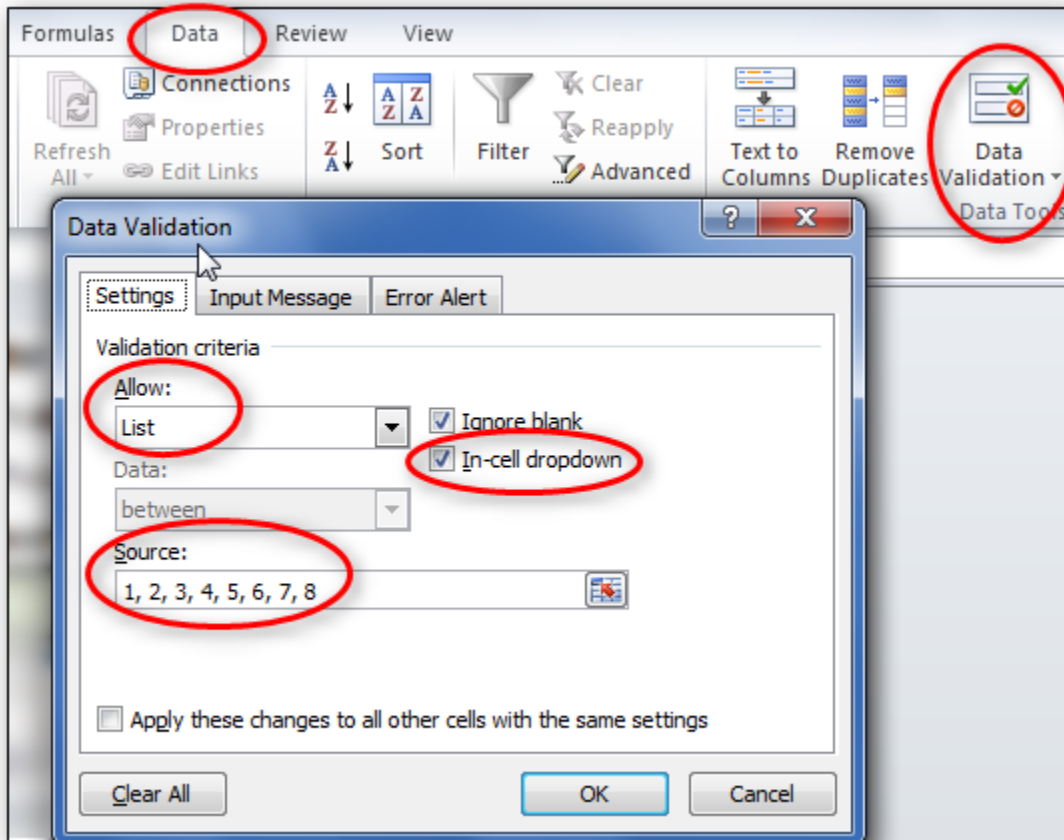 Formulas Data Review View
Connections
Properties
Edit Links
Refresh
All
A
Z
Z
A
A Z
Z A
Sort
Filter
Clear
Reapply
Advanced
Text to
Columns
Remove
Duplicates
Data
Validation
Data Tools
Data Validation
?
X
Settings Input Message Error Alert
Validation criteria
Allow:
List
Ignore blank
In-cell dropdown
Data:
between
Source:
1, 2, 3, 4, 5, 6, 7, 8
Apply these changes to all other cells with the same settings
Clear All OK Cancel